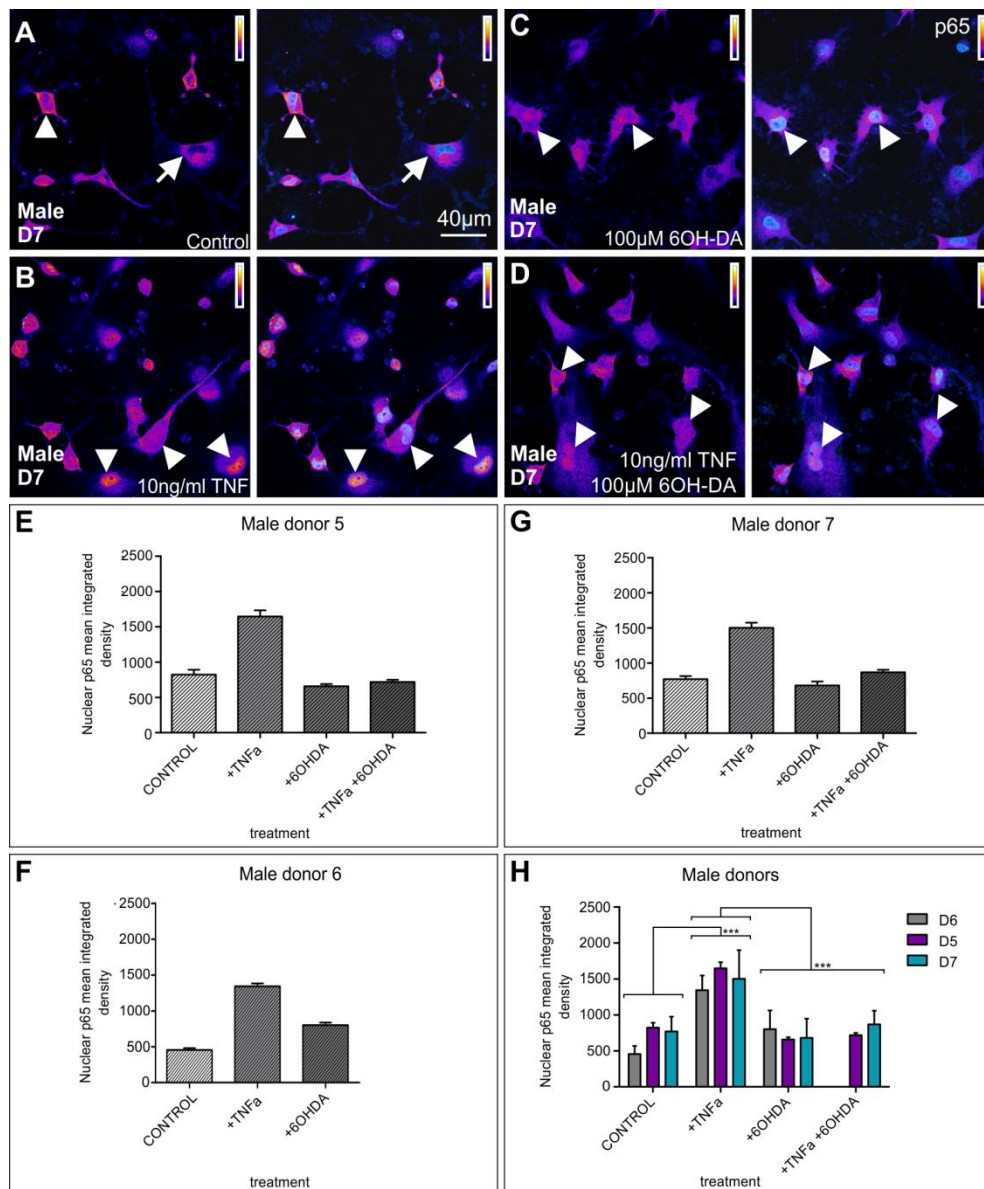 A
Male
D7
Control
40µm
C
p65
Male
D7
100µM 6OH-DA
B
Male
D7
10ng/ml TNF
D
Male
D7
10ng/ml TNF
100µM 6OH-DA
E
Male donor 5
Nuclear p65 mean integrated
density
2500
2000
1500
1000
500
0
CONTROL
+TNFa
+6OHDA
+TNFa +6OHDA
treatment
G
Male donor 7
Nuclear p65 mean integrated
density
2500
2000
1500
1000
500
0
CONTROL
+TNFa
+6OHDA
+TNFa +6OHDA
treatment
F
Male donor 6
Nuclear p65 mean integrated
density
2500
2000
1500
1000
500
0
CONTROL
+TNFa
+6OHDA
treatment
H
Male donors
Nuclear p65 mean integrated
density
2500
2000
1500
1000
500
0
***
***
D6
D5
D7
CONTROL
+TNFa
+6OHDA
+TNFa +6OHDA
treatment